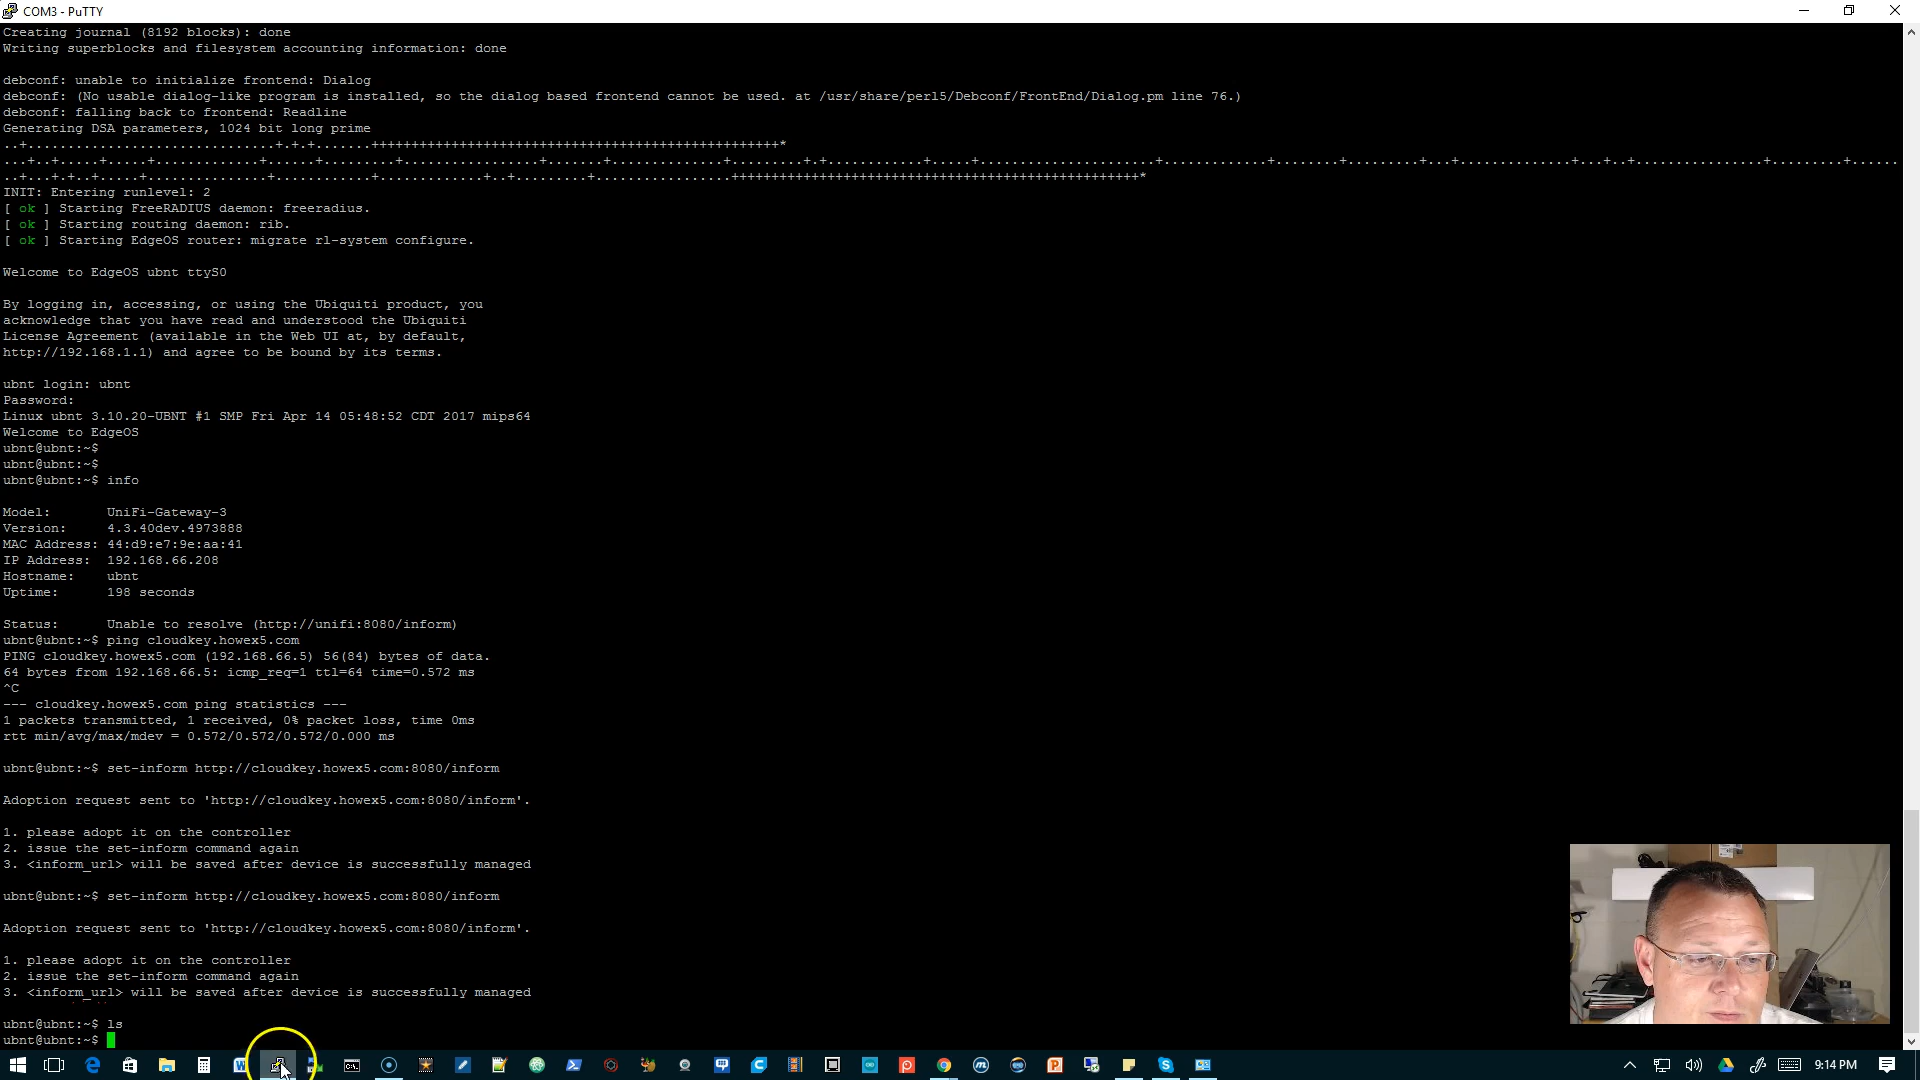 COM3 - PuTTY
Creating journal (8192 blocks): done
Writing superblocks and filesystem accounting information: done
debconf: unable to initialize frontend: Dialog
debconf: (No usable dialog-like program is installed, so the dialog based frontend cannot be used. at /usr/share/perl5/Debconf/FrontEnd/Dialog.pm line 76.)
debconf: falling back to frontend: Readline
Generating DSA parameters, 1024 bit long prime
INIT: Entering runlevel: 2
[ ok ] Starting FreeRADIUS daemon: freeradius.
[ ok ] Starting routing daemon: rib.
[ ok ] Starting EdgeOS router: migrate rl-system configure.
Welcome to EdgeOS ubnt ttyS0
By logging in, accessing, or using the Ubiquiti product, you
acknowledge that you have read and understood the Ubiquiti
License Agreement (available in the Web UI at, by default,
http://192.168.1.1) and agree to be bound by its terms.
ubnt login: ubnt
Password:
Linux ubnt 3.10.20-UBNT #1 SMP Fri Apr 14 05:48:52 CDT 2017 mips64
Welcome to EdgeOS
ubnt@ubnt:~$
ubnt@ubnt:~$
ubnt@ubnt:~$ info
Model: UniFi-Gateway-3
Version: 4.3.40dev.4973888
MAC Address: 44:d9:e7:9e:aa:41
IP Address: 192.168.66.208
Hostname: ubnt
Uptime: 198 seconds
Status: Unable to resolve (http://unifi:8080/inform)
ubnt@ubnt:~$ ping cloudkey.howex5.com
PING cloudkey.howex5.com (192.168.66.5) 56(84) bytes of data.
64 bytes from 192.168.66.5: icmp_req=1 ttl=64 time=0.572 ms
^C
--- cloudkey.howex5.com ping statistics ---
1 packets transmitted, 1 received, 0% packet loss, time 0ms
rtt min/avg/max/mdev = 0.572/0.572/0.572/0.000 ms
ubnt@ubnt:~$ set-inform http://cloudkey.howex5.com:8080/inform
Adoption request sent to 'http://cloudkey.howex5.com:8080/inform'.
1. please adopt it on the controller
2. issue the set-inform command again
3. <inform_url> will be saved after device is successfully managed
ubnt@ubnt:~$ set-inform http://cloudkey.howex5.com:8080/inform
Adoption request sent to 'http://cloudkey.howex5.com:8080/inform'.
1. please adopt it on the controller
2. issue the set-inform command again
3. <inform_url> will be saved after device is successfully managed
ubnt@ubnt:~$ ls
ubnt@ubnt:~$
9:14 PM